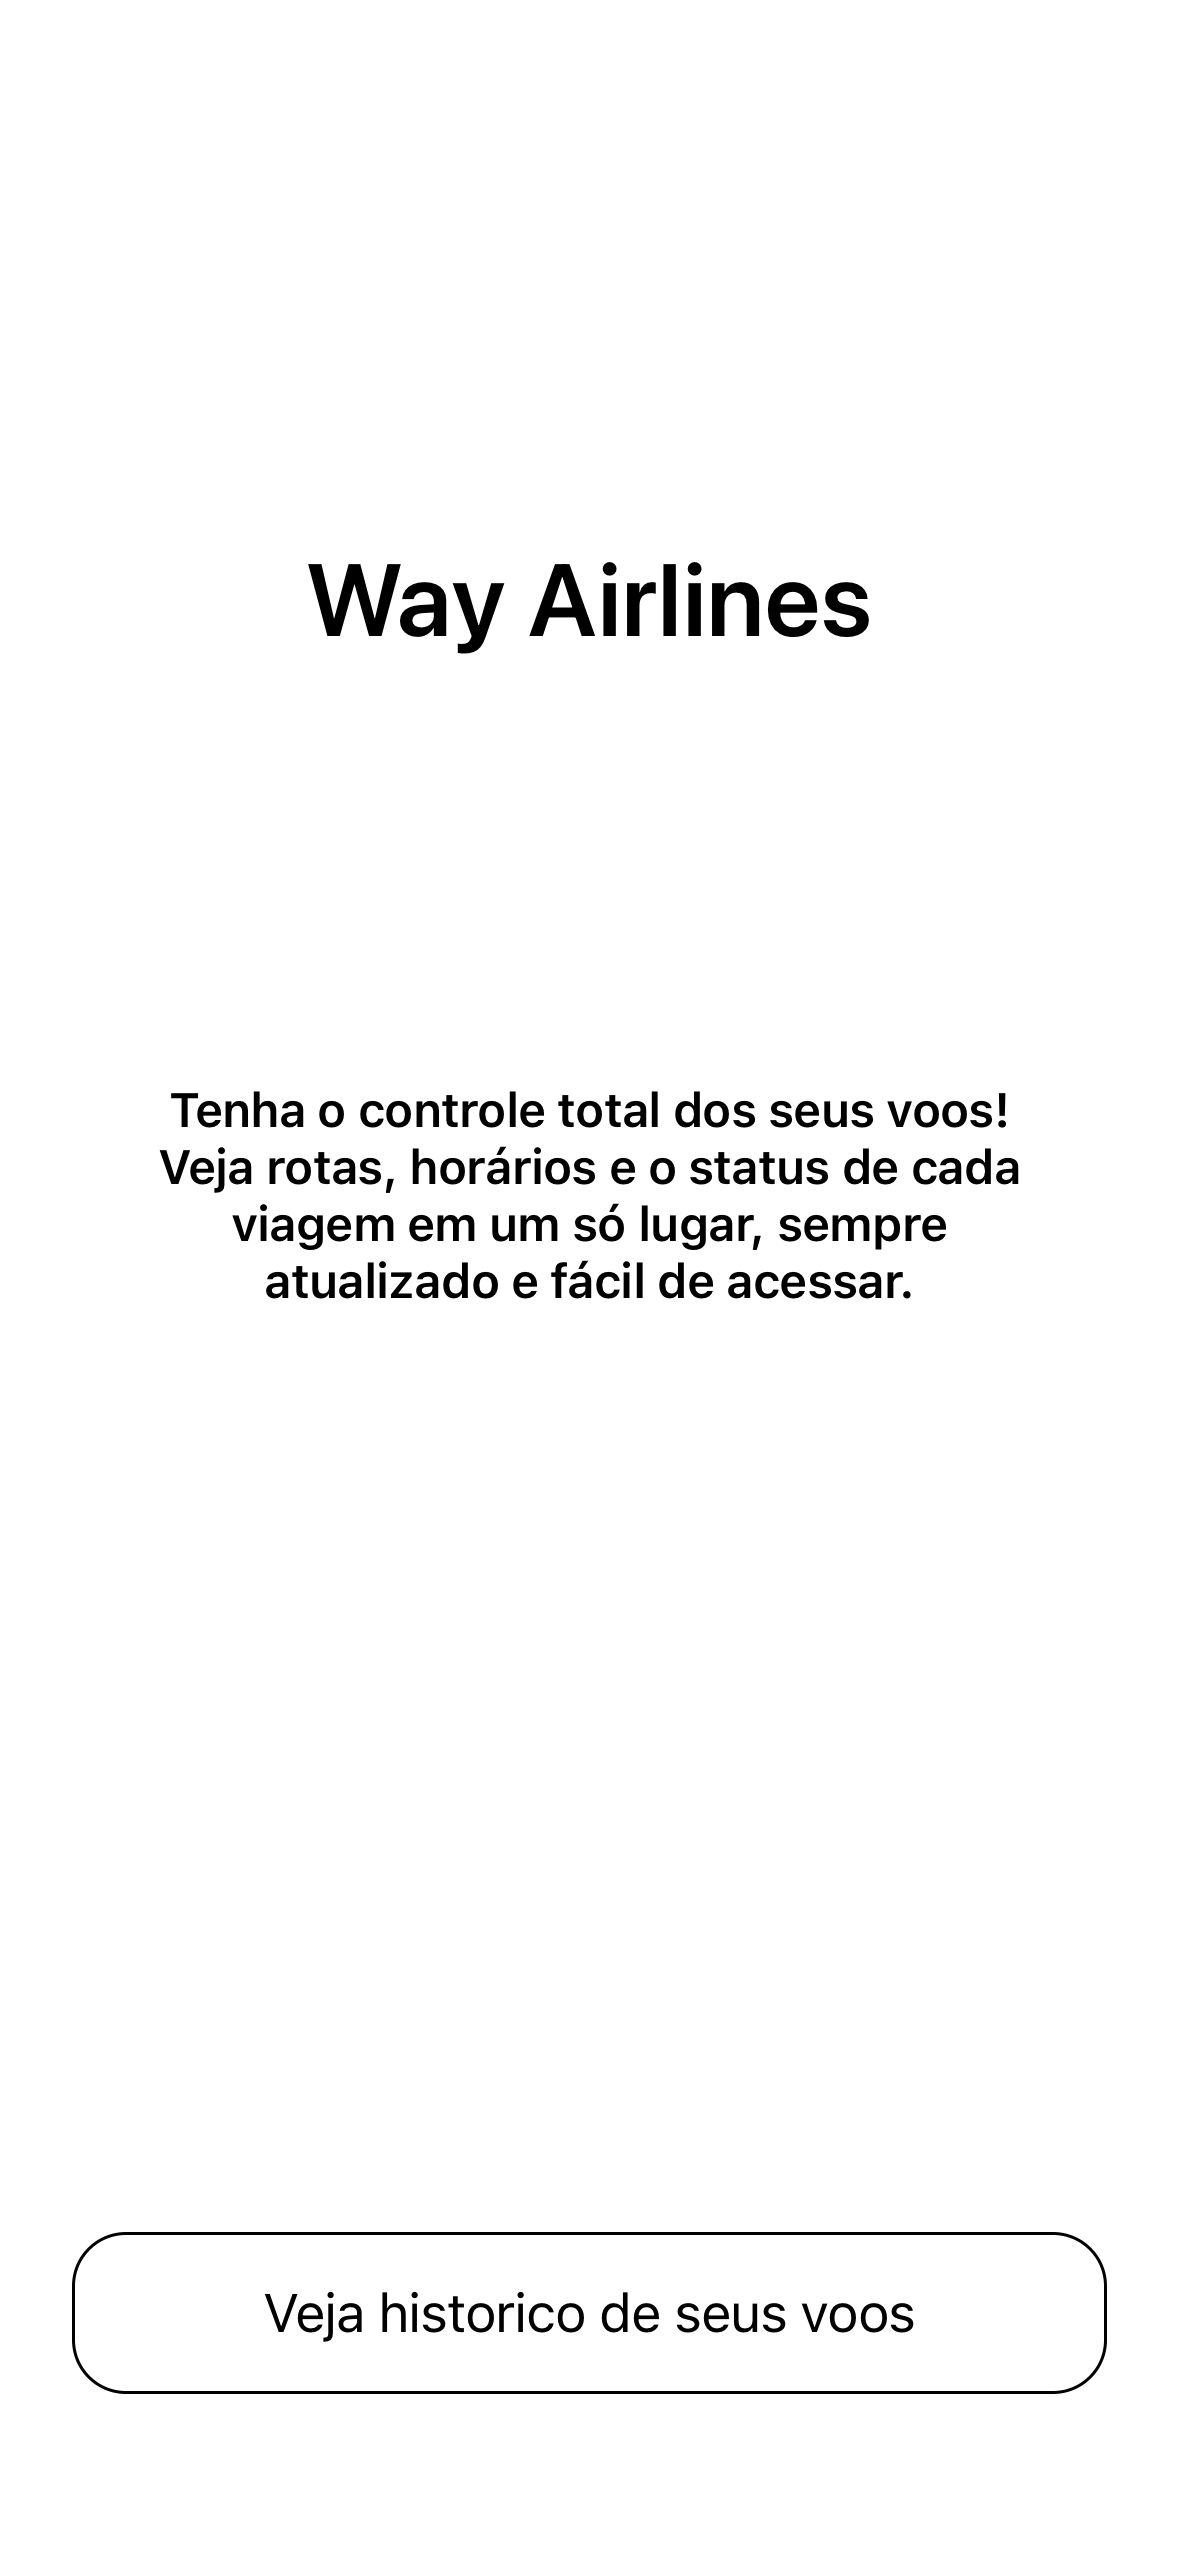 Way Airlines
Tenha o controle total dos seus voos!
Veja rotas, horários e o status de cada
viagem em um só lugar, sempre
atualizado e fácil de acessar.
Veja historico de seus voos